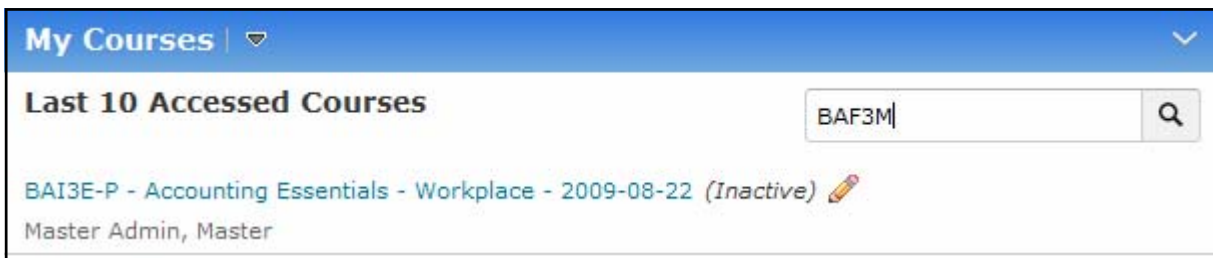 My Courses
Last 10 Accessed Courses
BAF3M
BAI3E-P - Accounting Essentials - Workplace - 2009-08-22 (Inactive)
Master Admin, Master